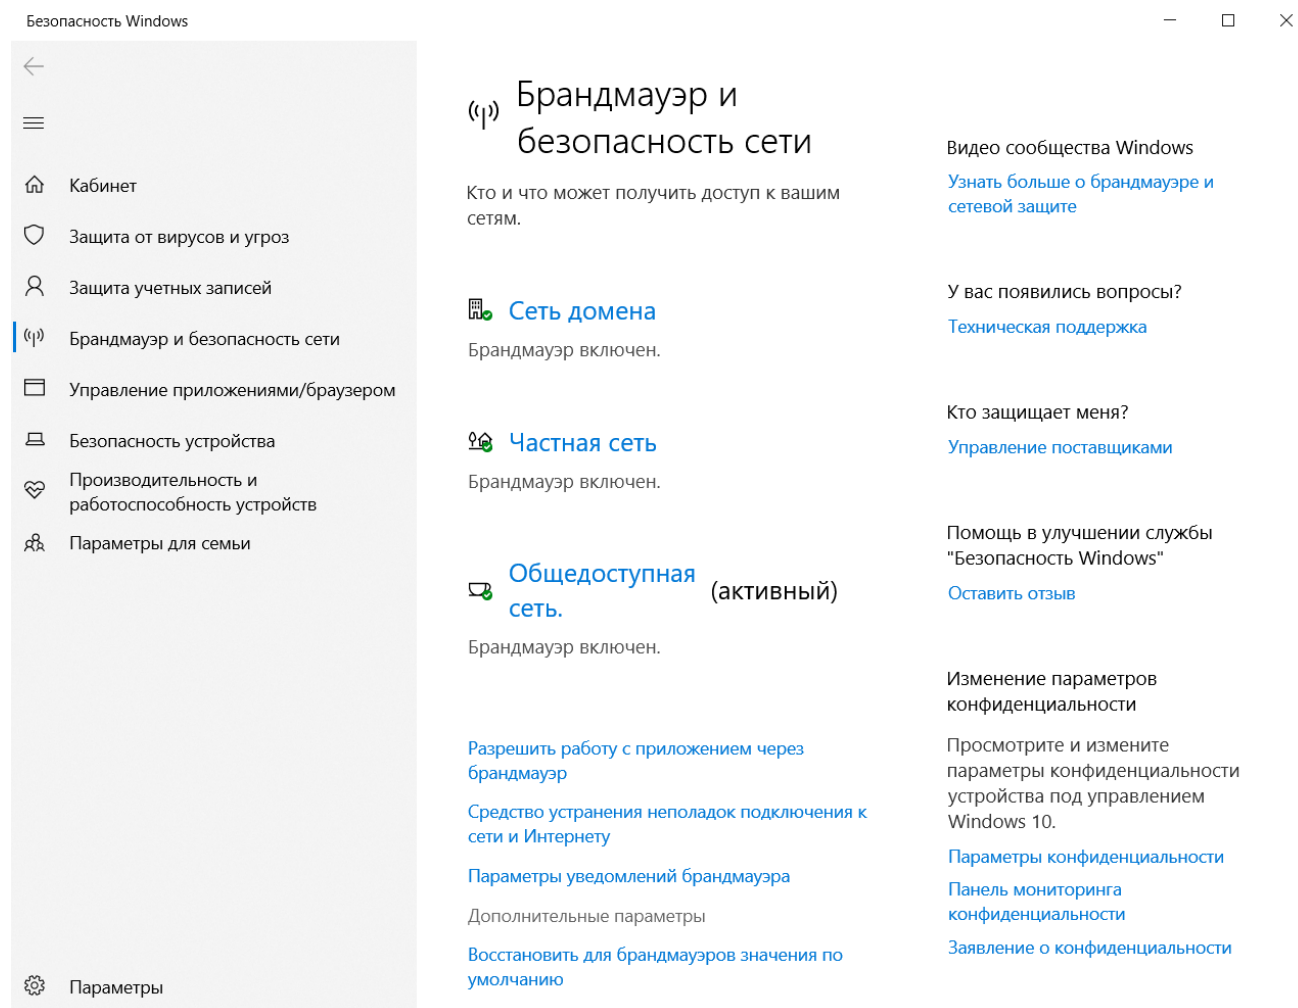 Безопасность Windows
Кабинет
Защита от вирусов и угроз
Защита учетных записей
Брандмауэр и безопасность сети
Управление приложениями/браузером
Безопасность устройства
Производительность и
работоспособность устройств
Параметры для семьи
Параметры
Брандмауэр и
безопасность сети
Кто и что может получить доступ к вашим
сетям.
Сеть домена
Брандмауэр включен.
Частная сеть
Брандмауэр включен.
Общедоступная
сеть.
(активный)
Брандмауэр включен.
Разрешить работу с приложением через
брандмауэр
Средство устранения неполадок подключения к
сети и Интернету
Параметры уведомлений брандмауэра
Дополнительные параметры
Восстановить для брандмауэров значения по
умолчанию
Видео сообщества Windows
Узнать больше о брандмауэре и
сетевой защите
У вас появились вопросы?
Техническая поддержка
Кто защищает меня?
Управление поставщиками
Помощь в улучшении службы
"Безопасность Windows"
Оставить отзыв
Изменение параметров
конфиденциальности
Просмотрите и измените
параметры конфиденциальности
устройства под управлением
Windows 10.
Параметры конфиденциальности
Панель мониторинга
конфиденциальности
Заявление о конфиденциальности